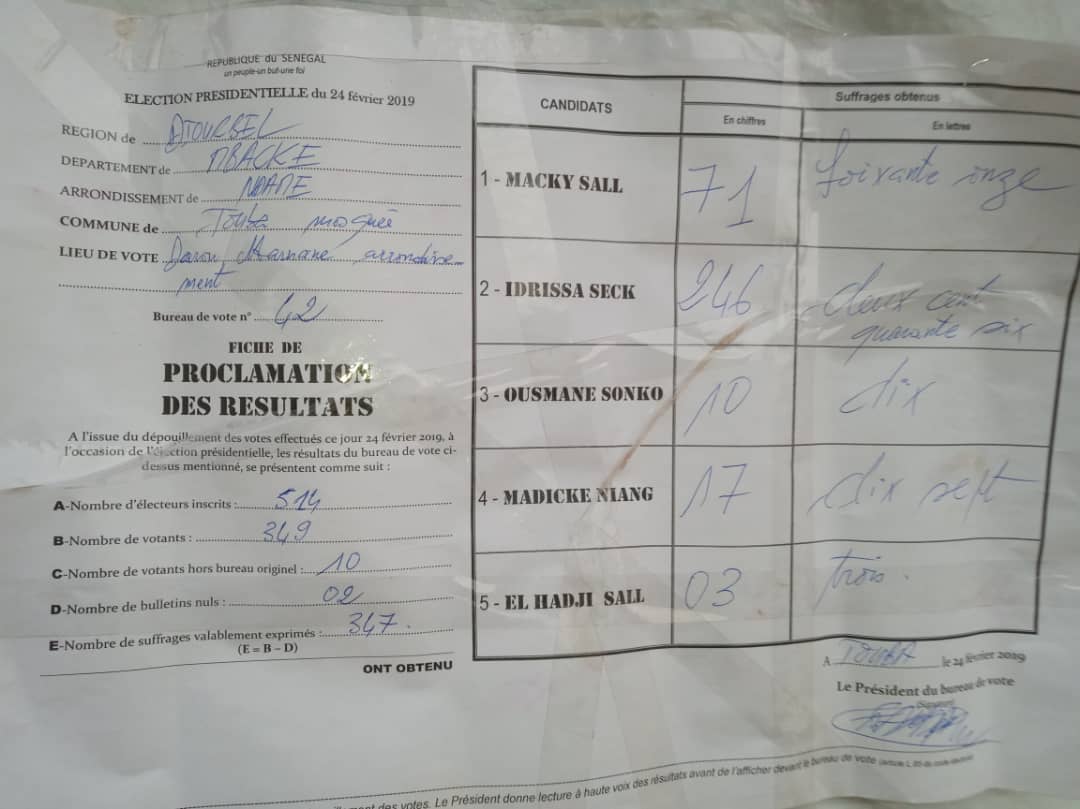 REPUBLIQUE du SENEGAL
un peuple-un but-une foi
ELECTION PRESIDENTIELLE du 24 février 2019
REGION de DIOURBEL
DEPARTEMENT de MBACKE
ARRONDISSEMENT de NDAME
COMMUNE de Touba mosquée
LIEU DE VOTE Darou Marnane arrondisse-
ment
Bureau de vote n° 42
FICHE DE
PROCLAMATION
DES RESULTATS
A l'issue du dépouillement des votes effectués ce jour 24 février 2019, à
l'occasion de l'élection présidentielle, les résultats du bureau de vote ci-
dessus mentionné, se présentent comme suit :
A-Nombre d'électeurs inscrits : 514
B-Nombre de votants : 349
C-Nombre de votants hors bureau originel : 10
D-Nombre de bulletins nuls : 02
E-Nombre de suffrages valablement exprimés : 347.
(E = B - D)
ONT OBTENU
CANDIDATS
Suffrages obtenus
En chiffres
En lettres
1 - MACKY SALL 71 Soixante onze
2 - IDRISSA SECK 246 deux cent
quarante six
3 - OUSMANE SONKO 10 dix
4 - MADICKE NIANG 17 dix sept
5 - EL HADJI SALL 03 trois.
A TOUBA le 24 février 2019
Le Président du bureau de vote
(Signature)
des votes. Le Président donne lecture à haute voix des résultats avant de l'afficher devant le bureau de vote